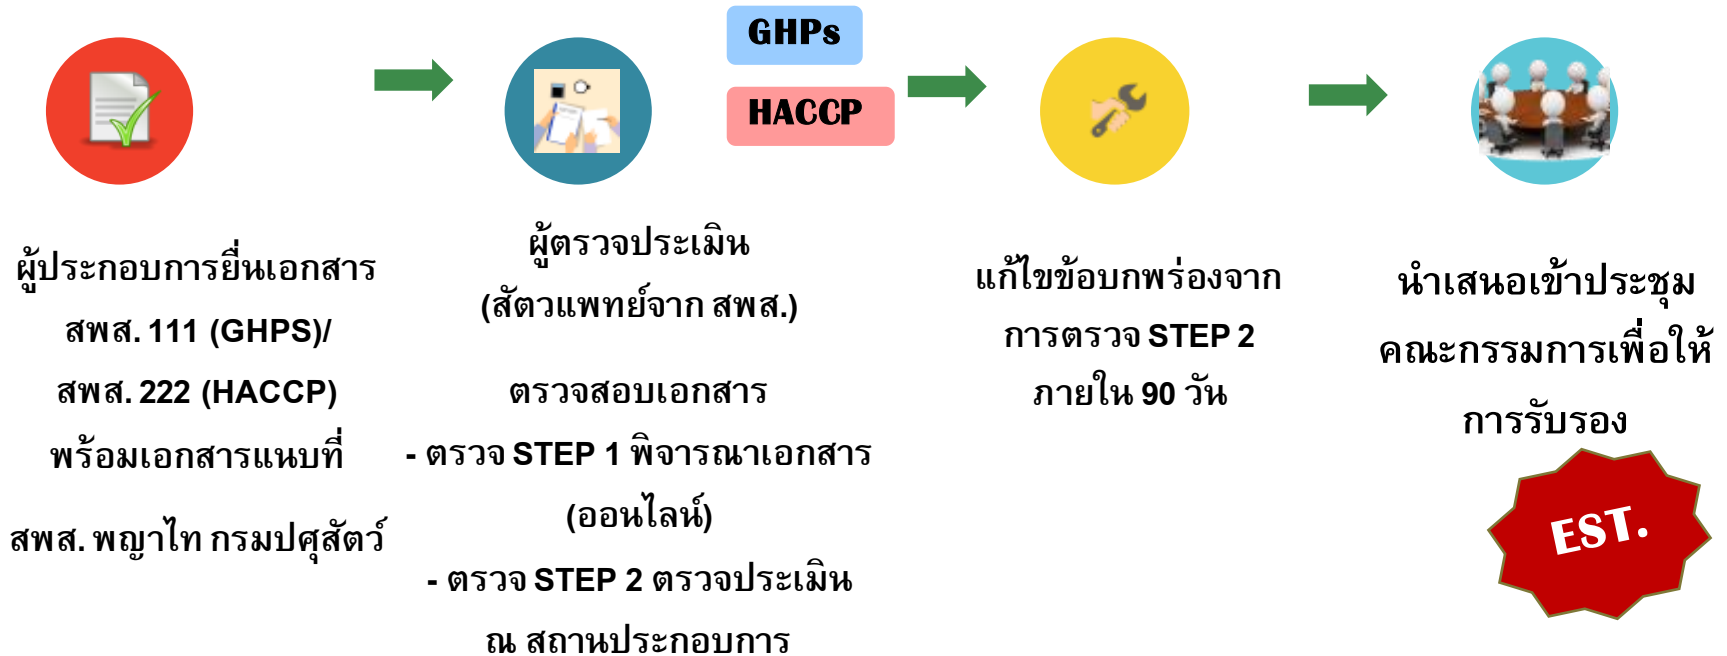 ผู้ประกอบการยื่นเอกสาร
สพส. 111 (GHPS)/
สพส. 222 (HACCP)
พร้อมเอกสารแนบที่
สพส. พญาไท กรมปศุสัตว์
ผู้ตรวจประเมิน
(สัตวแพทย์จาก สพส.)
ตรวจสอบเอกสาร
- ตรวจ STEP 1 พิจารณาเอกสาร
(ออนไลน์)
- ตรวจ STEP 2 ตรวจประเมิน
ณ สถานประกอบการ
GHPs
HACCP
แก้ไขข้อบกพร่องจาก
การตรวจ STEP 2
ภายใน 90 วัน
นำเสนอเข้าประชุม
คณะกรรมการเพื่อให้
การรับรอง
EST.